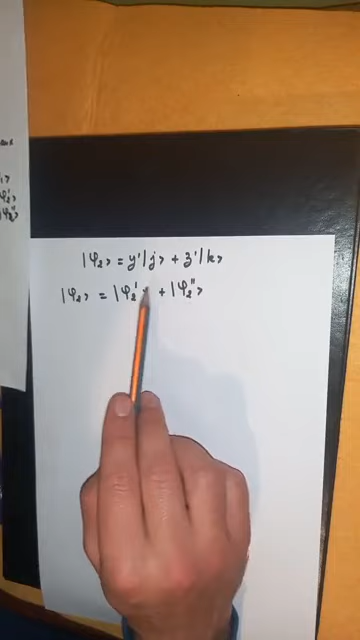 |φ₂> = y'|j> + z'|k>
|φ₂> = |φ₂'> + |φ₂''>